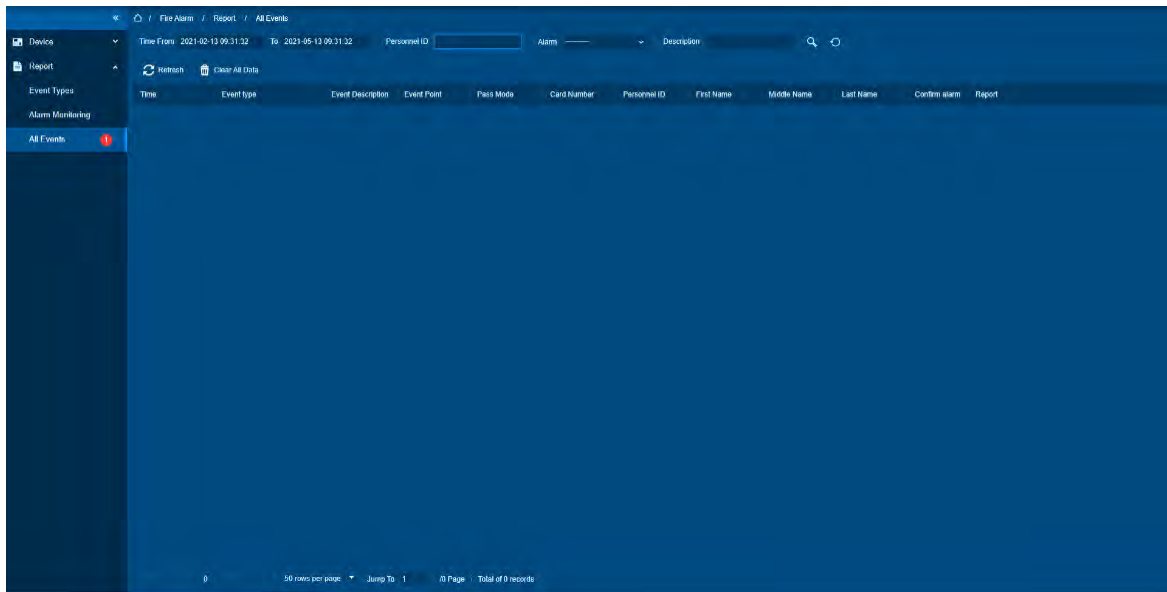 « / Fire Alarm / Report / All Events
Device
Time From 2021-02-13 09:31:32 To 2021-05-13 09:31:32 Personnel ID Alarm -------- Description
Report
Refresh Clear All Data
Event Types
Time Event type Event Description Event Point Pass Mode Card Number Personnel ID First Name Middle Name Last Name Confirm alarm Report
Alarm Monitoring
All Events 1
0 50 rows per page Jump To 1 /0 Page Total of 0 records